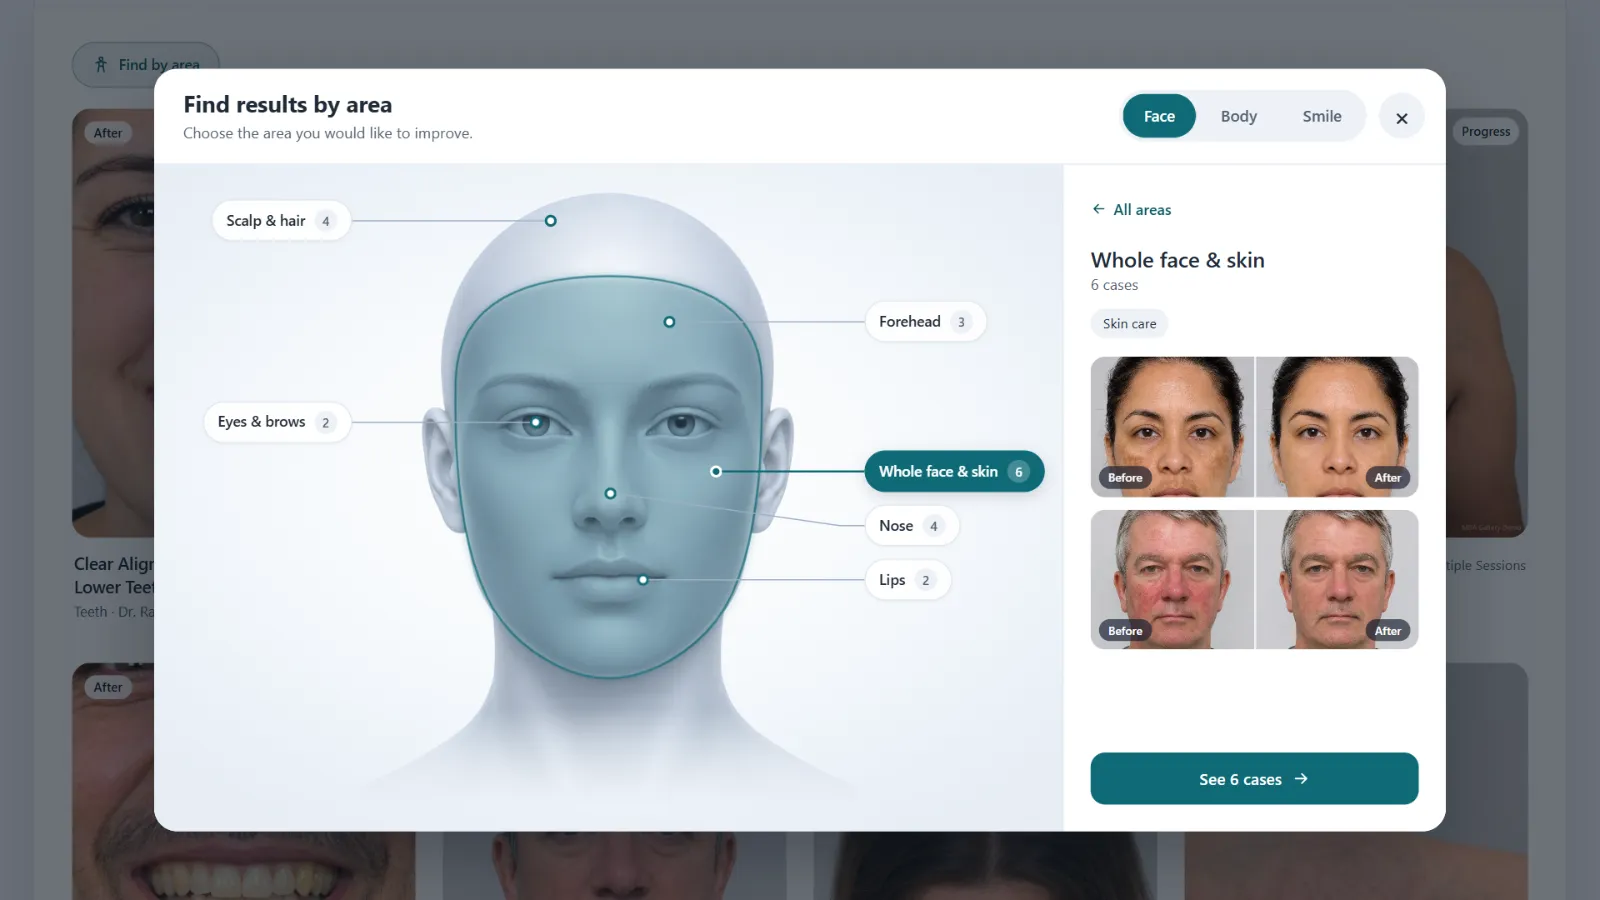 Find by area
After
Progress
Find results by area
Choose the area you would like to improve.
Face
Body
Smile
Scalp & hair 4
Forehead 3
Eyes & brows 2
Whole face & skin 6
Nose 4
Lips 2
All areas
Whole face & skin
6 cases
Skin care
Before
After
Before
After
See 6 cases
Clear Align
Lower Teet
Teeth · Dr. Ra
tiple Sessions
After